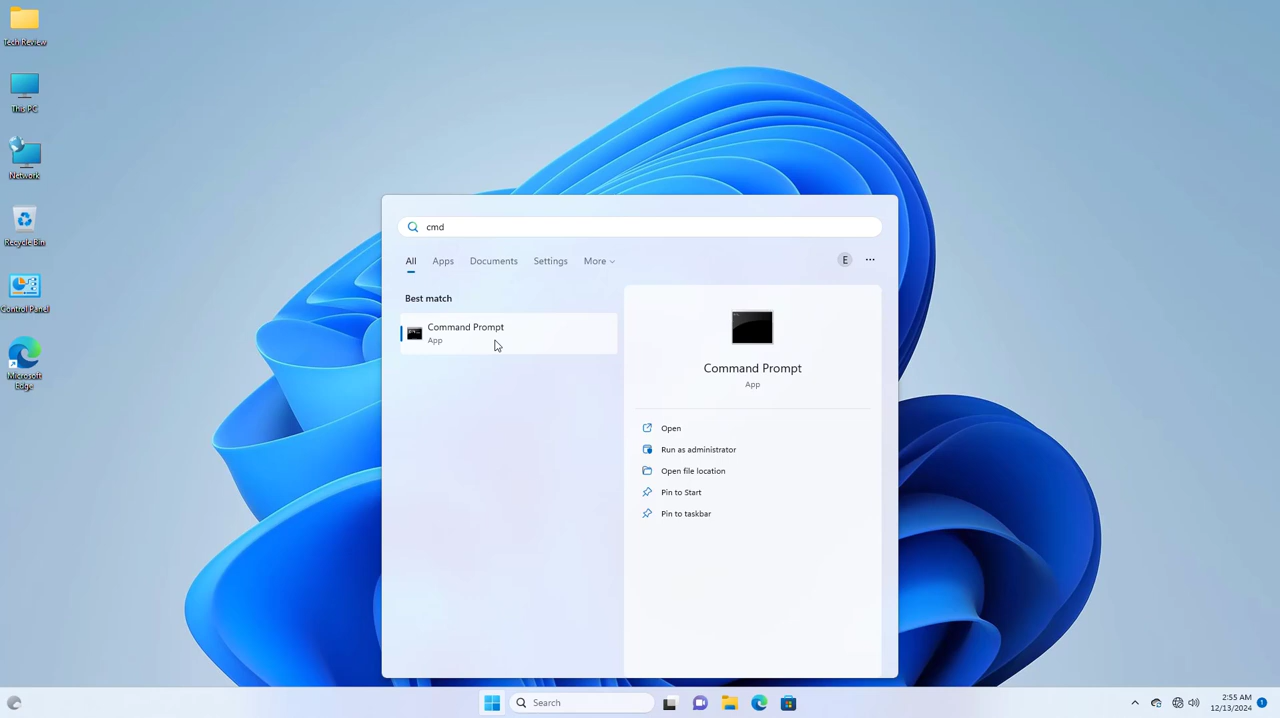 Tech Review
This PC
Network
Recycle Bin
Control Panel
Microsoft
Edge
cmd
All Apps Documents Settings More E
Best match
Command Prompt
App
Command Prompt
App
Open
Run as administrator
Open file location
Pin to Start
Pin to taskbar
Search
2:55 AM
12/13/2024
1